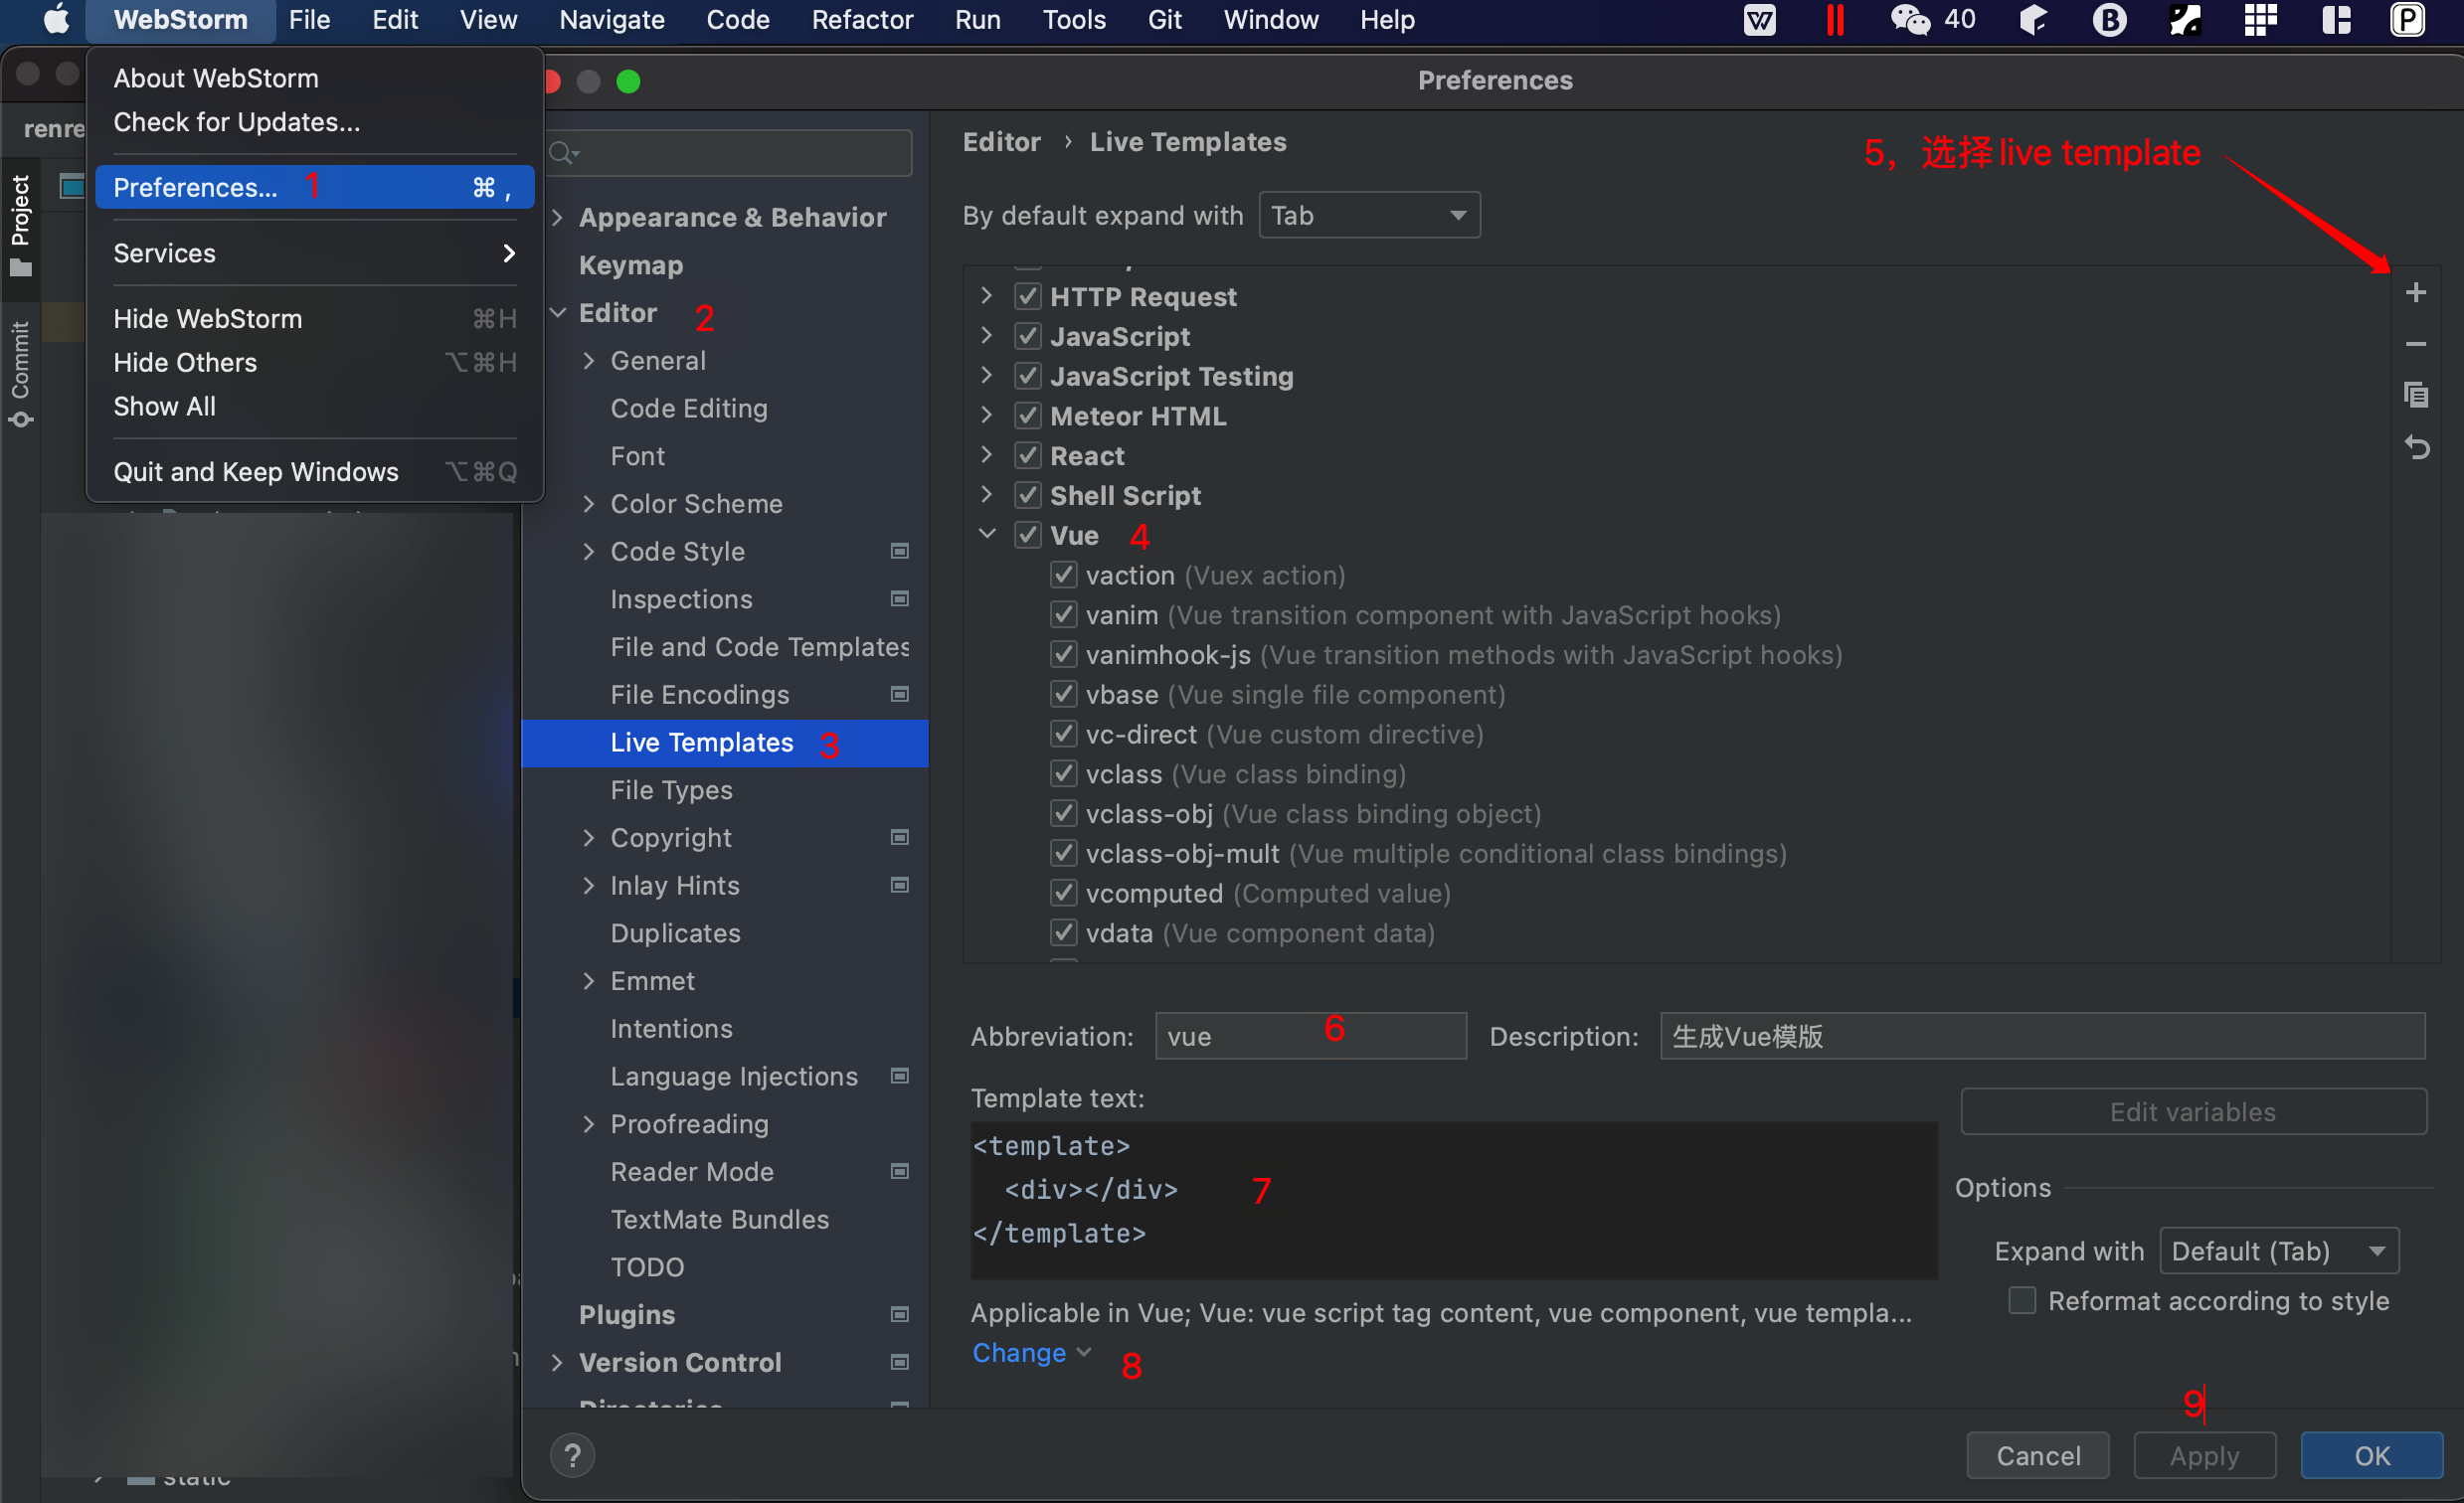 WebStorm File Edit View Navigate Code Refactor Run Tools Git Window Help 40
About WebStorm
Check for Updates...
Preferences... 1 ⌘ ,
Services
Hide WebStorm ⌘H
Hide Others ⌥⌘H
Show All
Quit and Keep Windows ⌥⌘Q
renre
Project
Commit
static
Preferences
Appearance & Behavior
Keymap
Editor 2
General
Code Editing
Font
Color Scheme
Code Style
Inspections
File and Code Templates
File Encodings
Live Templates 3
File Types
Copyright
Inlay Hints
Duplicates
Emmet
Intentions
Language Injections
Proofreading
Reader Mode
TextMate Bundles
TODO
Plugins
Version Control
Editor › Live Templates
5，选择live template
By default expand with Tab
HTTP Request
JavaScript
JavaScript Testing
Meteor HTML
React
Shell Script
Vue 4
vaction (Vuex action)
vanim (Vue transition component with JavaScript hooks)
vanimhook-js (Vue transition methods with JavaScript hooks)
vbase (Vue single file component)
vc-direct (Vue custom directive)
vclass (Vue class binding)
vclass-obj (Vue class binding object)
vclass-obj-mult (Vue multiple conditional class bindings)
vcomputed (Computed value)
vdata (Vue component data)
Abbreviation: vue 6 Description: 生成Vue模版
Template text:
<template>
<div></div> 7
</template>
Edit variables
Options
Expand with Default (Tab)
Reformat according to style
Applicable in Vue; Vue: vue script tag content, vue component, vue templa...
Change 8
9
? Cancel Apply OK